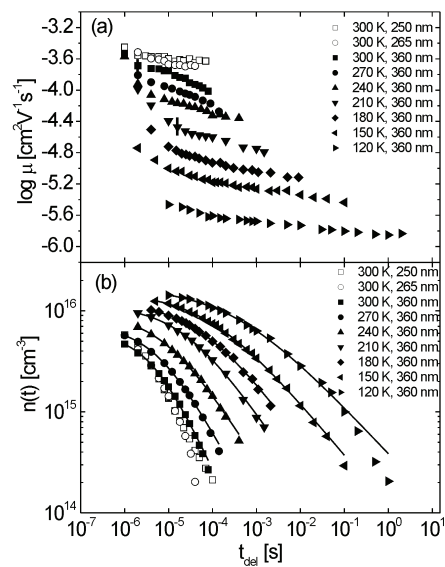 (a)
-3.2
-3.6
-4.0
-4.4
-4.8
-5.2
-5.6
-6.0
log μ [cm²V⁻¹s⁻¹]
300 K, 250 nm
300 K, 265 nm
300 K, 360 nm
270 K, 360 nm
240 K, 360 nm
210 K, 360 nm
180 K, 360 nm
150 K, 360 nm
120 K, 360 nm
(b)
10¹⁶
10¹⁵
10¹⁴
n(t) [cm⁻³]
300 K, 250 nm
300 K, 265 nm
300 K, 360 nm
270 K, 360 nm
240 K, 360 nm
210 K, 360 nm
180 K, 360 nm
150 K, 360 nm
120 K, 360 nm
10⁻⁷ 10⁻⁶ 10⁻⁵ 10⁻⁴ 10⁻³ 10⁻² 10⁻¹ 10⁰ 10¹
t_del [s]